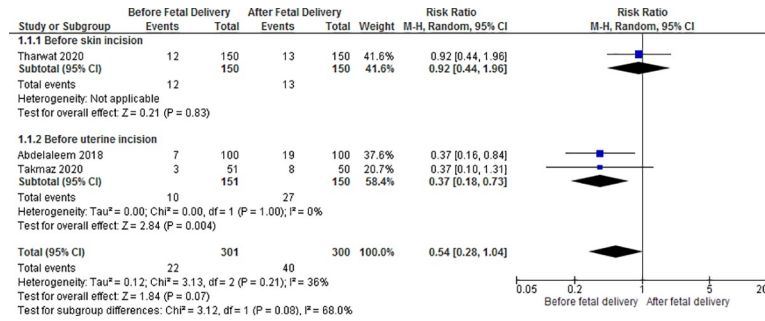 Before Fetal Delivery After Fetal Delivery Risk Ratio Risk Ratio
Study or Subgroup Events Total Events Total Weight M-H, Random, 95% CI M-H, Random, 95% CI
1.1.1 Before skin incision
Tharwat 2020 12 150 13 150 41.6% 0.92 [0.44, 1.96]
Subtotal (95% CI) 150 150 41.6% 0.92 [0.44, 1.96]
Total events 12 13
Heterogeneity: Not applicable
Test for overall effect: Z = 0.21 (P = 0.83)
1.1.2 Before uterine incision
Abdelaleem 2018 7 100 19 100 37.6% 0.37 [0.16, 0.84]
Takmaz 2020 3 51 8 50 20.7% 0.37 [0.10, 1.31]
Subtotal (95% CI) 151 150 58.4% 0.37 [0.18, 0.73]
Total events 10 27
Heterogeneity: Tau² = 0.00; Chi² = 0.00, df = 1 (P = 1.00); I² = 0%
Test for overall effect: Z = 2.84 (P = 0.004)
Total (95% CI) 301 300 100.0% 0.54 [0.28, 1.04]
Total events 22 40
Heterogeneity: Tau² = 0.12; Chi² = 3.13, df = 2 (P = 0.21); I² = 36%
Test for overall effect: Z = 1.84 (P = 0.07)
Test for subgroup differences: Chi² = 3.12, df = 1 (P = 0.08), I² = 68.0%
0.05 0.2 1 5 20
Before fetal delivery After fetal delivery